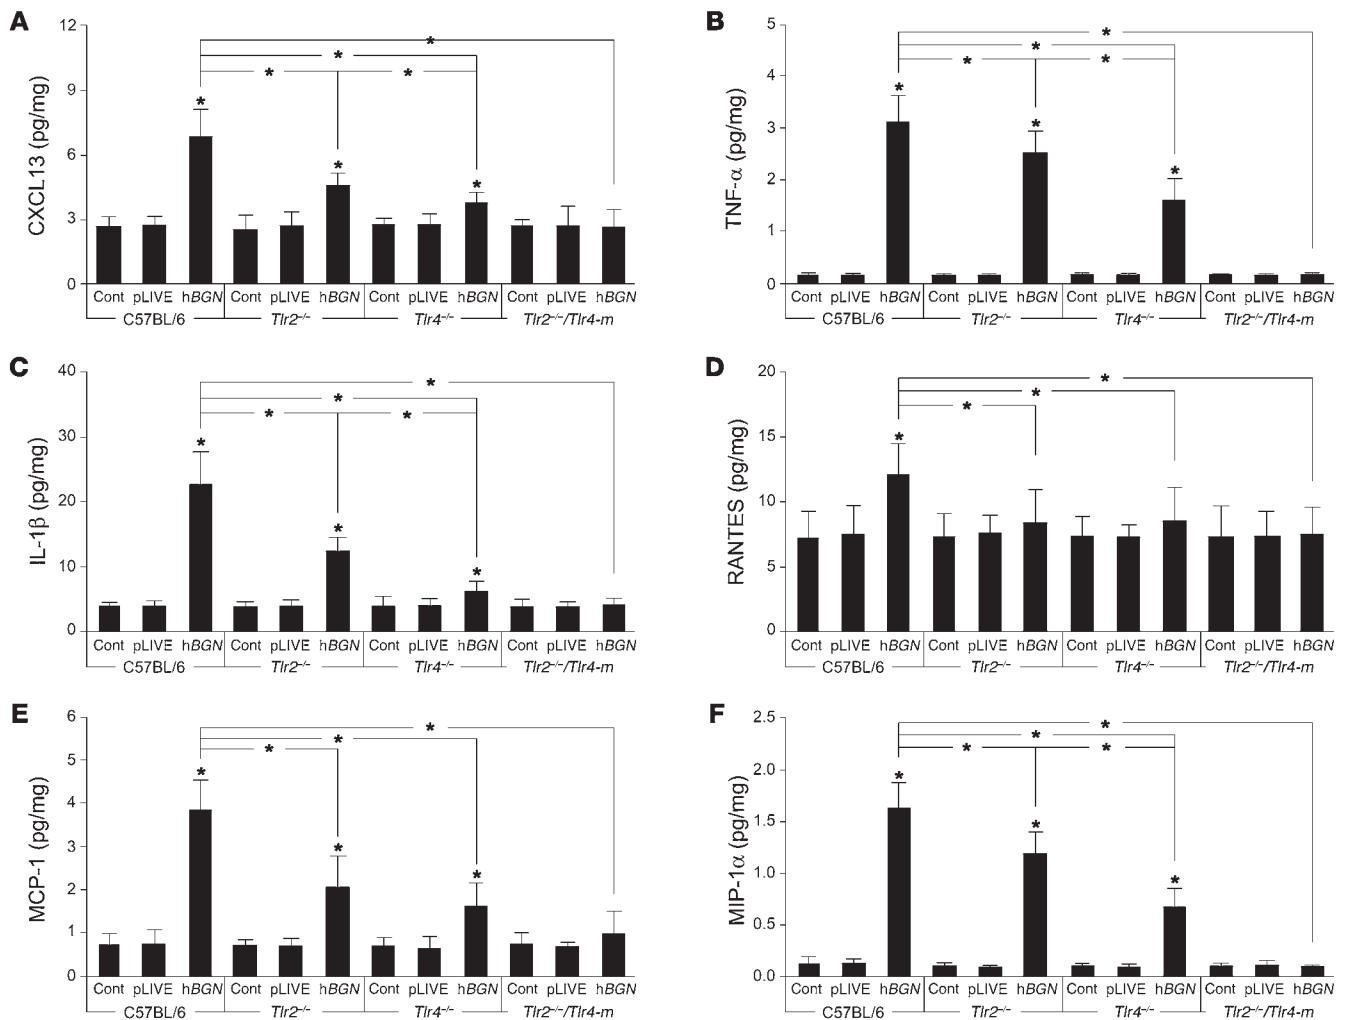 A
CXCL13 (pg/mg)
12
9
6
3
0
* * * * * * * *
Cont pLIVE hBGN Cont pLIVE hBGN Cont pLIVE hBGN Cont pLIVE hBGN
C57BL/6 Tlr2–/– Tlr4–/– Tlr2–/–/Tlr4-m
B
TNF-α (pg/mg)
5
4
3
2
1
0
* * * * * * *
Cont pLIVE hBGN Cont pLIVE hBGN Cont pLIVE hBGN Cont pLIVE hBGN
C57BL/6 Tlr2–/– Tlr4–/– Tlr2–/–/Tlr4-m
C
IL-1β (pg/mg)
40
30
20
10
0
* * * * * * *
Cont pLIVE hBGN Cont pLIVE hBGN Cont pLIVE hBGN Cont pLIVE hBGN
C57BL/6 Tlr2–/– Tlr4–/– Tlr2–/–/Tlr4-m
D
RANTES (pg/mg)
20
15
10
5
0
* * * *
Cont pLIVE hBGN Cont pLIVE hBGN Cont pLIVE hBGN Cont pLIVE hBGN
C57BL/6 Tlr2–/– Tlr4–/– Tlr2–/–/Tlr4-m
E
MCP-1 (pg/mg)
6
5
4
3
2
1
0
* * * * * *
Cont pLIVE hBGN Cont pLIVE hBGN Cont pLIVE hBGN Cont pLIVE hBGN
C57BL/6 Tlr2–/– Tlr4–/– Tlr2–/–/Tlr4-m
F
MIP-1α (pg/mg)
2.5
2.0
1.5
1.0
0.5
0.0
* * * * * * *
Cont pLIVE hBGN Cont pLIVE hBGN Cont pLIVE hBGN Cont pLIVE hBGN
C57BL/6 Tlr2–/– Tlr4–/– Tlr2–/–/Tlr4-m